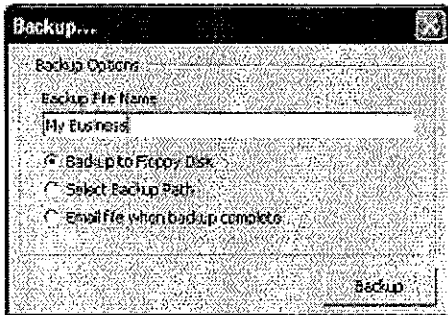 Backup...
Backup Options
Backup File Name
My Business
Backup to Floppy Disk
Select Backup Path
Email file when backup complete
Backup